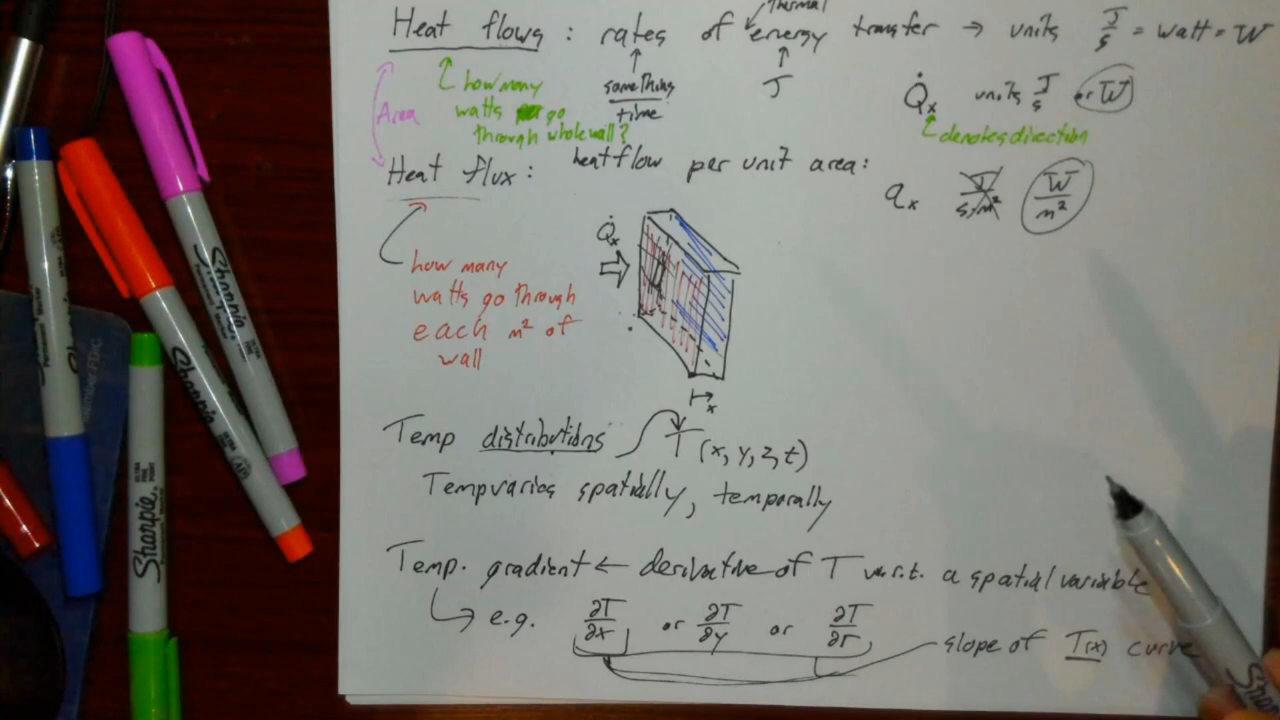 thermal
Heat flows : rates of energy transfer → units J/s = watt = W
Area
how many
watts go
through whole wall?
something
time
J
Q̇x units J/s or W
denotes direction
Heat flux : heat flow per unit area :
qx J/s·m² W/m²
Q̇x
how many
watts go through
each m² of
wall
x
Temp distributions T (x, y, z, t)
Temp varies spatially, temporally
Temp. gradient ← derivative of T w.r.t. a spatial variable
↳ e.g. ∂T/∂x or ∂T/∂y or ∂T/∂r
slope of T(x) curve
Sharpie
Sharpie
Sharpie
Sharpie